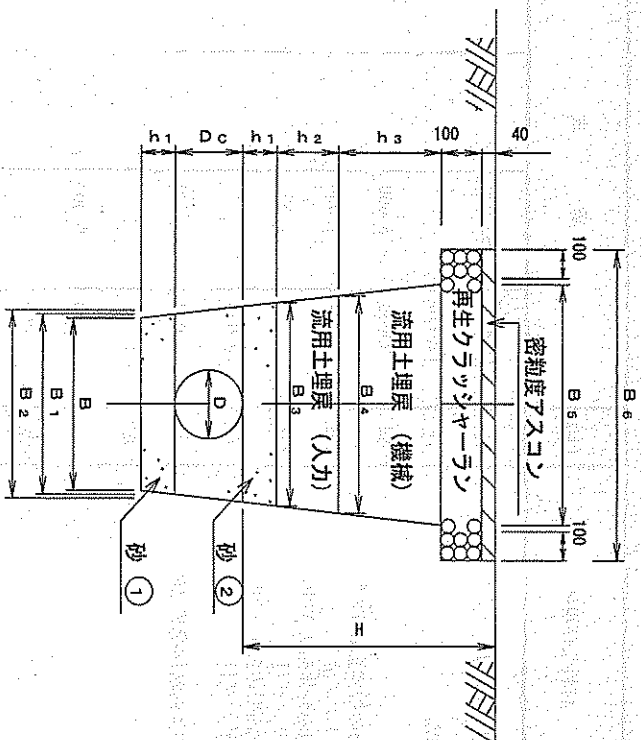 40
100
h3
h2
h1
Dc
h1
100
100
B6
B5
密粒度アスコン
再生クラッシャーラン
流用土埋戻 (機械)
B4
流用土埋戻 (人力)
B3
D
B
B1
B2
H
砂 ②
砂 ①